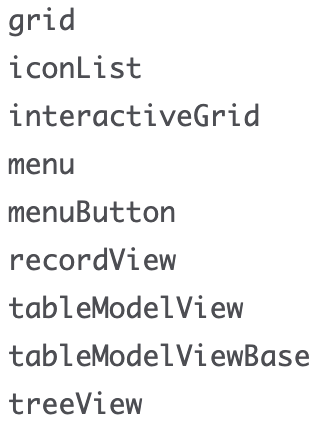 grid
iconList
interactiveGrid
menu
menuButton
recordView
tableModelView
tableModelViewBase
treeView